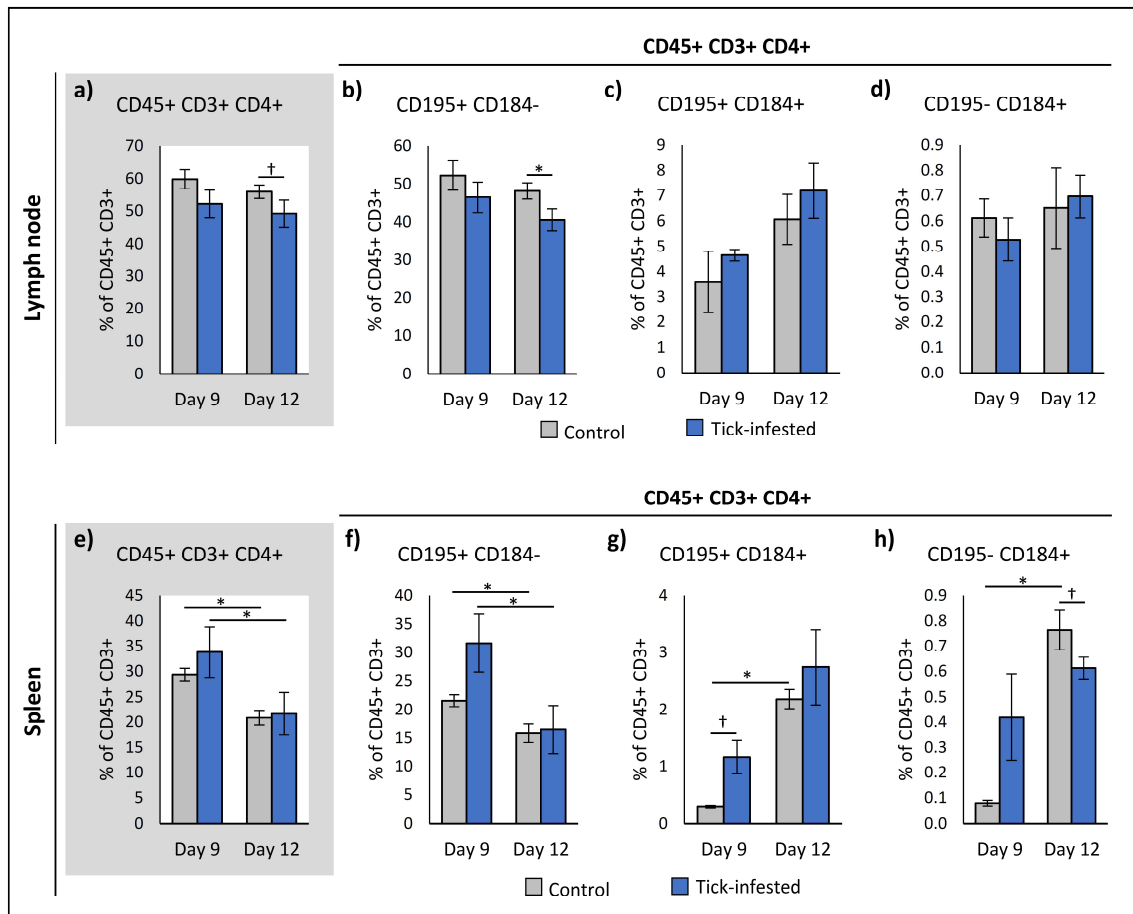 CD45+ CD3+ CD4+
Lymph node
a)
CD45+ CD3+ CD4+
% of CD45+ CD3+
70
60
50
40
30
20
10
0
†
Day 9 Day 12
b)
CD195+ CD184-
% of CD45+ CD3+
60
50
40
30
20
10
0
*
Day 9 Day 12
c)
CD195+ CD184+
% of CD45+ CD3+
9
8
7
6
5
4
3
2
1
0
Day 9 Day 12
d)
CD195- CD184+
% of CD45+ CD3+
0.9
0.8
0.7
0.6
0.5
0.4
0.3
0.2
0.1
0.0
Day 9 Day 12
Control Tick-infested
CD45+ CD3+ CD4+
Spleen
e)
CD45+ CD3+ CD4+
% of CD45+ CD3+
45
40
35
30
25
20
15
10
5
0
*
*
Day 9 Day 12
f)
CD195+ CD184-
% of CD45+ CD3+
40
35
30
25
20
15
10
5
0
*
*
Day 9 Day 12
g)
CD195+ CD184+
% of CD45+ CD3+
4
3
2
1
0
*
†
Day 9 Day 12
h)
CD195- CD184+
% of CD45+ CD3+
0.9
0.8
0.7
0.6
0.5
0.4
0.3
0.2
0.1
0.0
*
†
Day 9 Day 12
Control Tick-infested